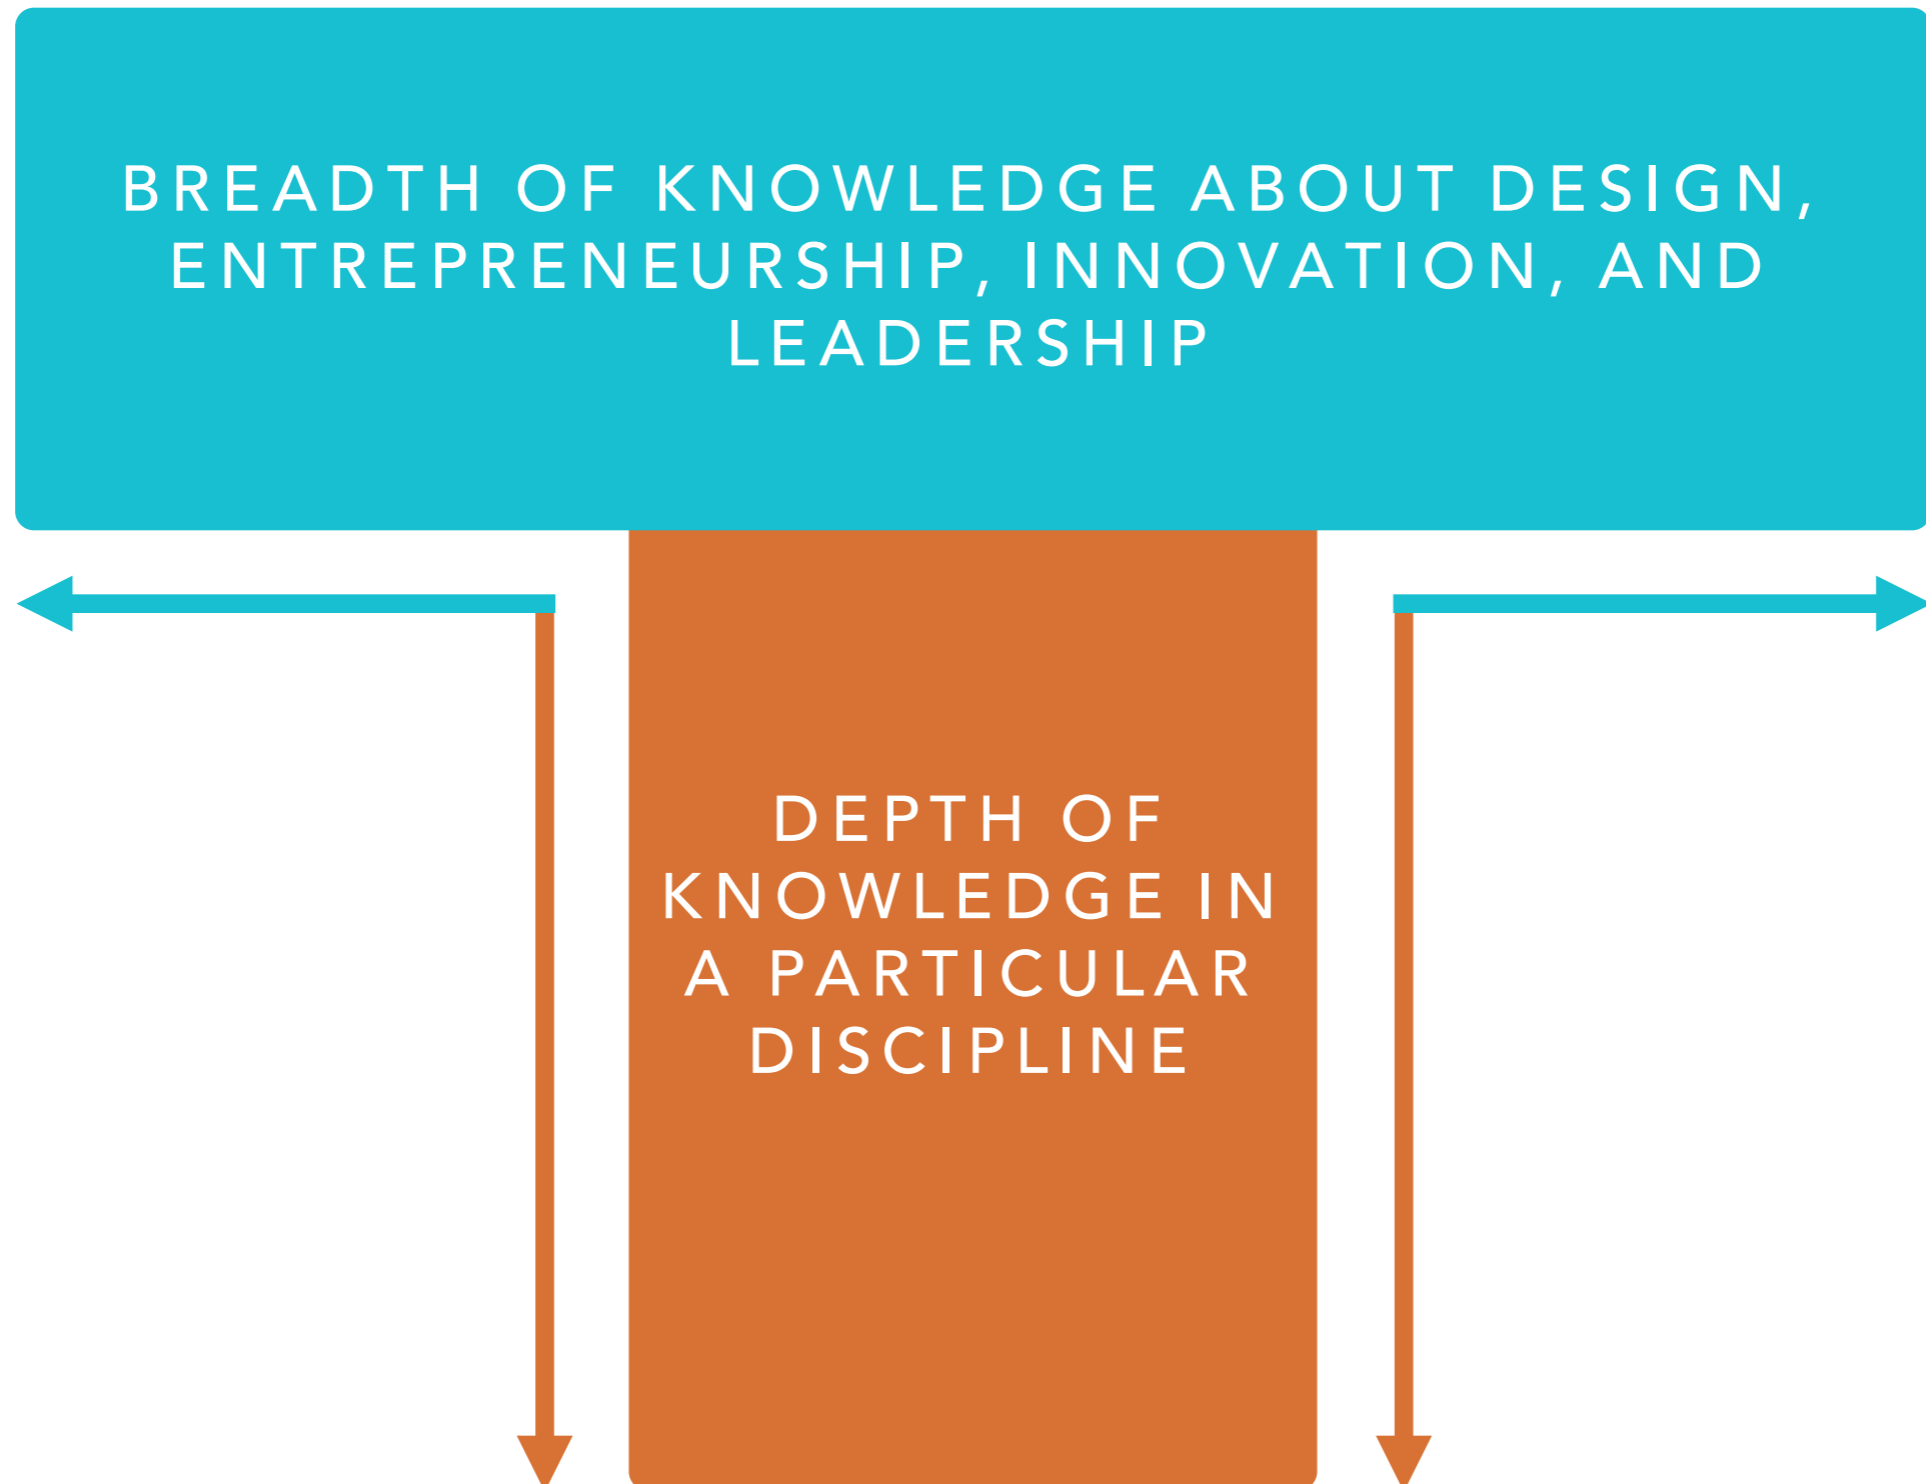 BREADTH OF KNOWLEDGE ABOUT DESIGN,
ENTREPRENEURSHIP, INNOVATION, AND
LEADERSHIP
DEPTH OF
KNOWLEDGE IN
A PARTICULAR
DISCIPLINE